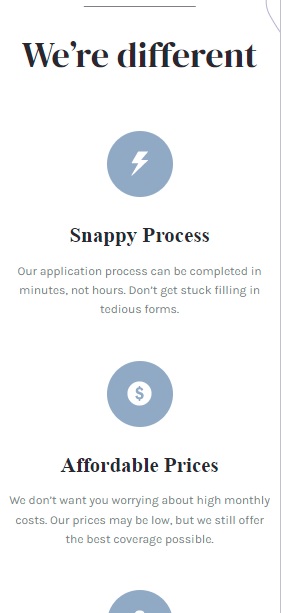 We’re different
Snappy Process
Our application process can be completed in
minutes, not hours. Don’t get stuck filling in
tedious forms.
$
Affordable Prices
We don’t want you worrying about high monthly
costs. Our prices may be low, but we still offer
the best coverage possible.